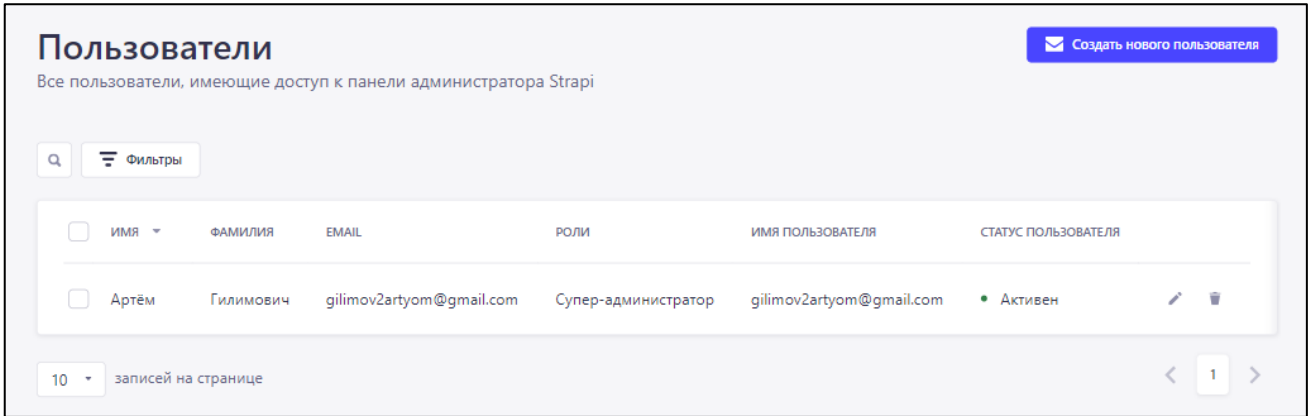 Пользователи
Создать нового пользователя
Все пользователи, имеющие доступ к панели администратора Strapi
Фильтры
ИМЯ ФАМИЛИЯ EMAIL РОЛИ ИМЯ ПОЛЬЗОВАТЕЛЯ СТАТУС ПОЛЬЗОВАТЕЛЯ
Артём Гилимович gilimov2artyom@gmail.com Супер-администратор gilimov2artyom@gmail.com Активен
10 записей на странице 1